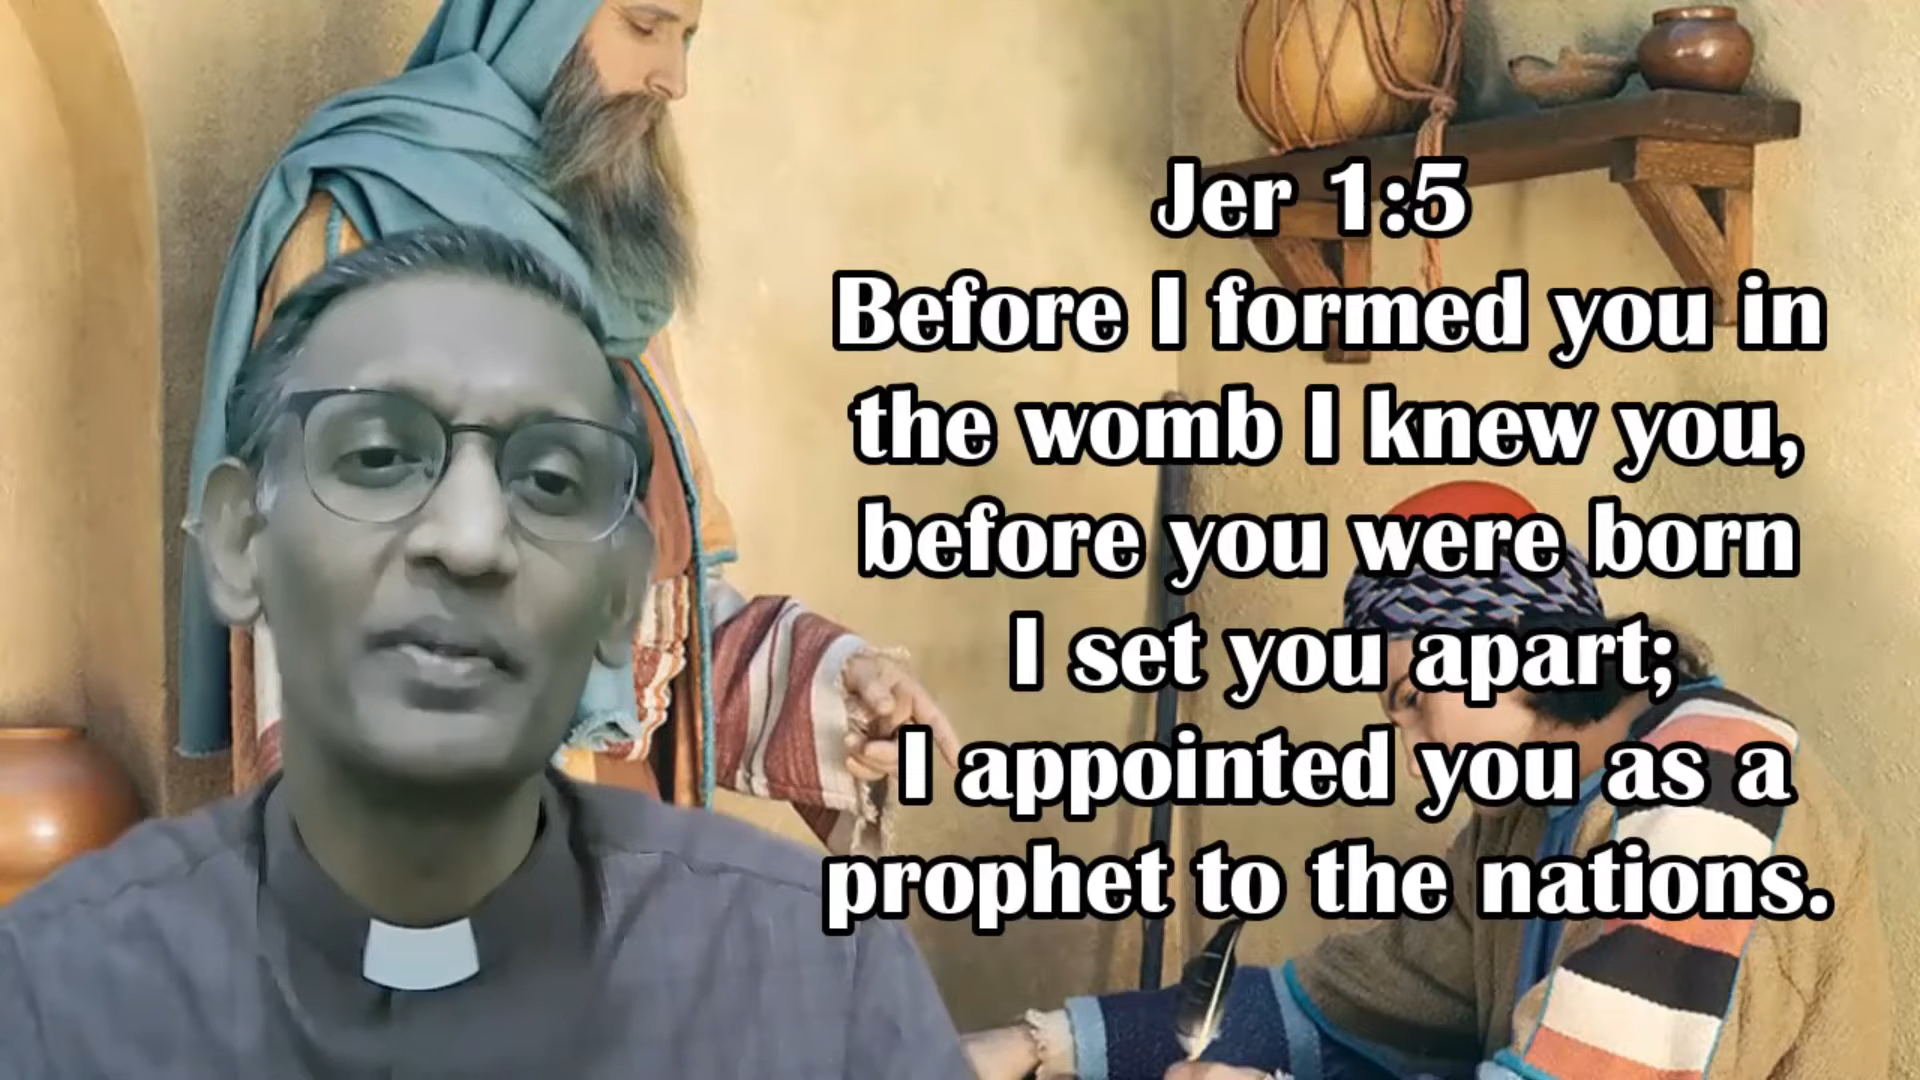 Jer 1:5
Before I formed you in
the womb I knew you,
before you were born
I set you apart;
I appointed you as a
prophet to the nations.